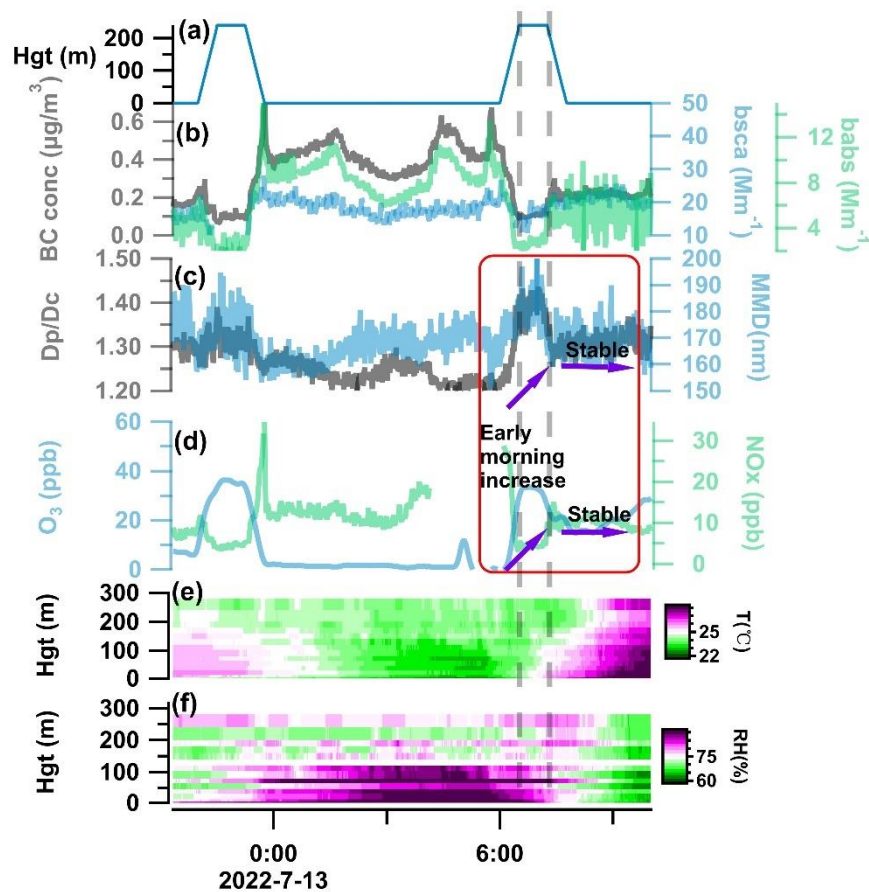 (a)
Hgt (m)
200
100
0
(b)
BC conc (µg/m³)
0.6
0.4
0.2
0.0
50
40
30
20
10
bsca (Mm⁻¹)
12
8
4
babs (Mm⁻¹)
(c)
Dp/Dc
1.50
1.40
1.30
1.20
200
190
180
170
160
150
MMD(nm)
Stable
Early
morning
increase
(d)
O₃ (ppb)
60
40
20
0
30
20
10
0
NOx (ppb)
Stable
(e)
Hgt (m)
300
200
100
0
25
22
T(℃)
(f)
Hgt (m)
300
200
100
0
75
60
RH(%)
0:00
6:00
2022-7-13